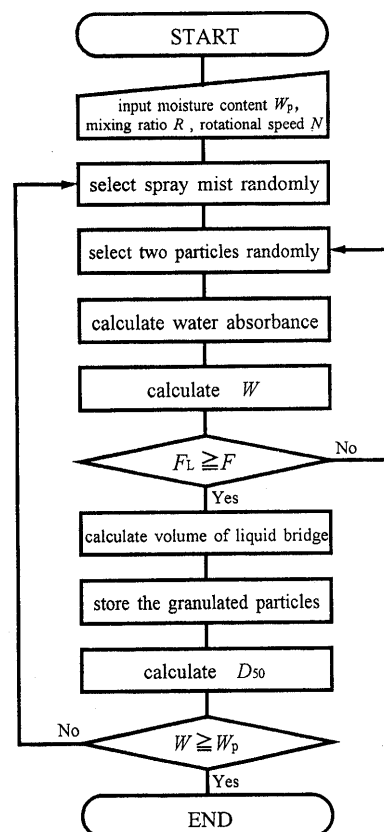 START
input moisture content Wp,
mixing ratio R , rotational speed N
select spray mist randomly
select two particles randomly
calculate water absorbance
calculate W
FL ≧ F
No
Yes
calculate volume of liquid bridge
store the granulated particles
calculate D50
No
W ≧ Wp
Yes
END